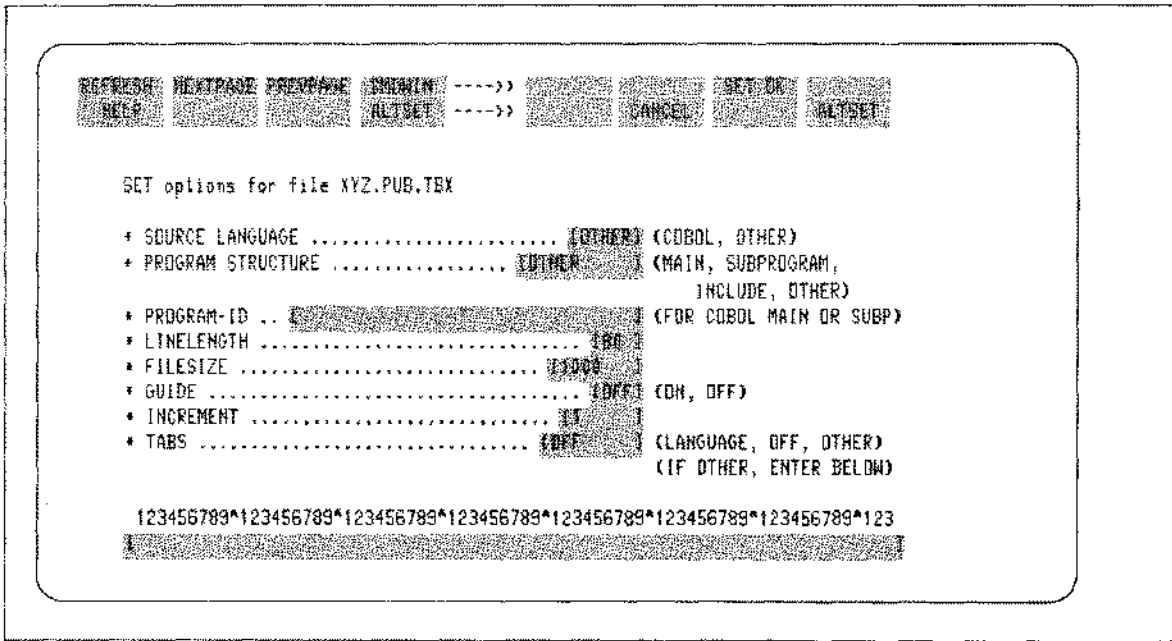 REFRESH NEXTPAGE PREVPAGE CMDWIN ---->> SET OK
HELP ALTSET ---->> CANCEL ALTSET
SET options for file XYZ.PUB.TBX
* SOURCE LANGUAGE ........................ [OTHER] (COBOL, OTHER)
* PROGRAM STRUCTURE ................. [OTHER ] (MAIN, SUBPROGRAM,
INCLUDE, OTHER)
* PROGRAM-ID .. [ ] (FOR COBOL MAIN OR SUBP)
* LINELENGTH ............................... [80 ]
* FILESIZE ............................. [1000 ]
* GUIDE .................................... [OFF] (ON, OFF)
* INCREMENT ............................. [1 ]
* TABS ................................ [OFF ] (LANGUAGE, OFF, OTHER)
(IF OTHER, ENTER BELOW)
123456789^123456789^123456789^123456789^123456789^123456789^123456789^123
[ ]